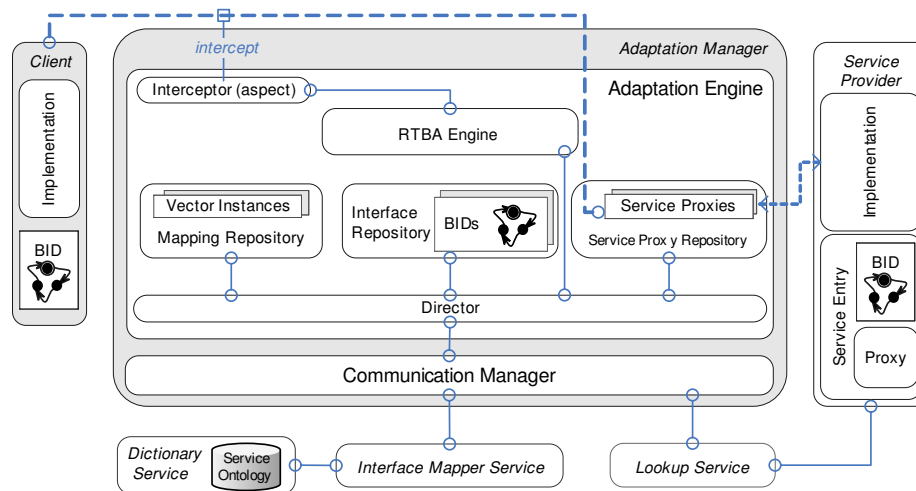 intercept
Client
Implementation
BID
Adaptation Manager
Adaptation Engine
Interceptor (aspect)
RTBA Engine
Vector Instances
Mapping Repository
Interface
Repository
BIDs
Service Proxies
Service Prox y Repository
Director
Communication Manager
Service
Provider
Implementation
Service Entry
BID
Proxy
Dictionary
Service
Service
Ontology
Interface Mapper Service
Lookup Service